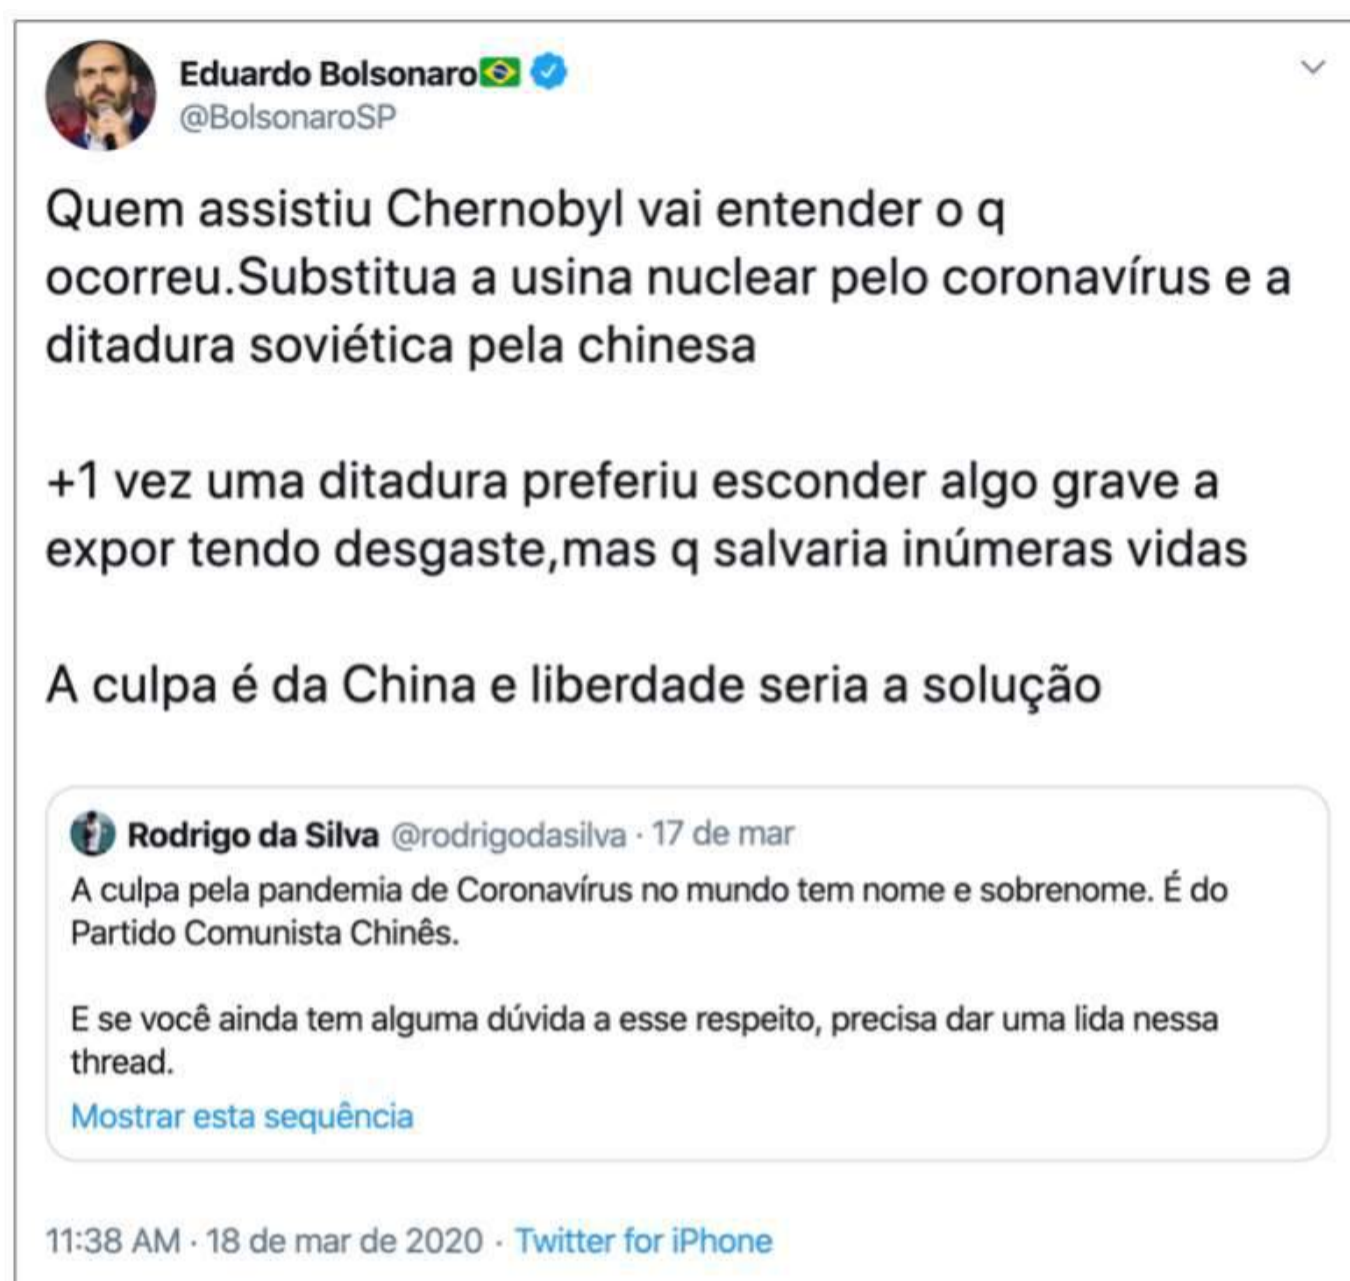 Eduardo Bolsonaro🇧🇷
@BolsonaroSP
Quem assistiu Chernobyl vai entender o q
ocorreu.Substitua a usina nuclear pelo coronavírus e a
ditadura soviética pela chinesa
+1 vez uma ditadura preferiu esconder algo grave a
expor tendo desgaste,mas q salvaria inúmeras vidas
A culpa é da China e liberdade seria a solução
Rodrigo da Silva @rodrigodasilva · 17 de mar
A culpa pela pandemia de Coronavírus no mundo tem nome e sobrenome. É do
Partido Comunista Chinês.
E se você ainda tem alguma dúvida a esse respeito, precisa dar uma lida nessa
thread.
Mostrar esta sequência
11:38 AM · 18 de mar de 2020 · Twitter for iPhone